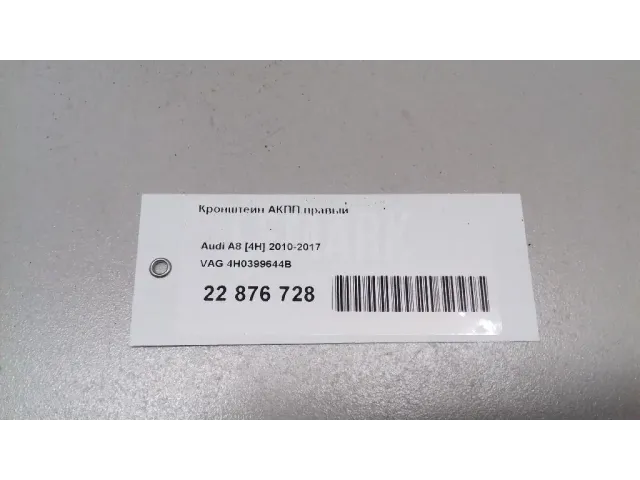 Кронштейн АКПП правый
Audi A8 [4H] 2010-2017
VAG 4H0399644B
22 876 728